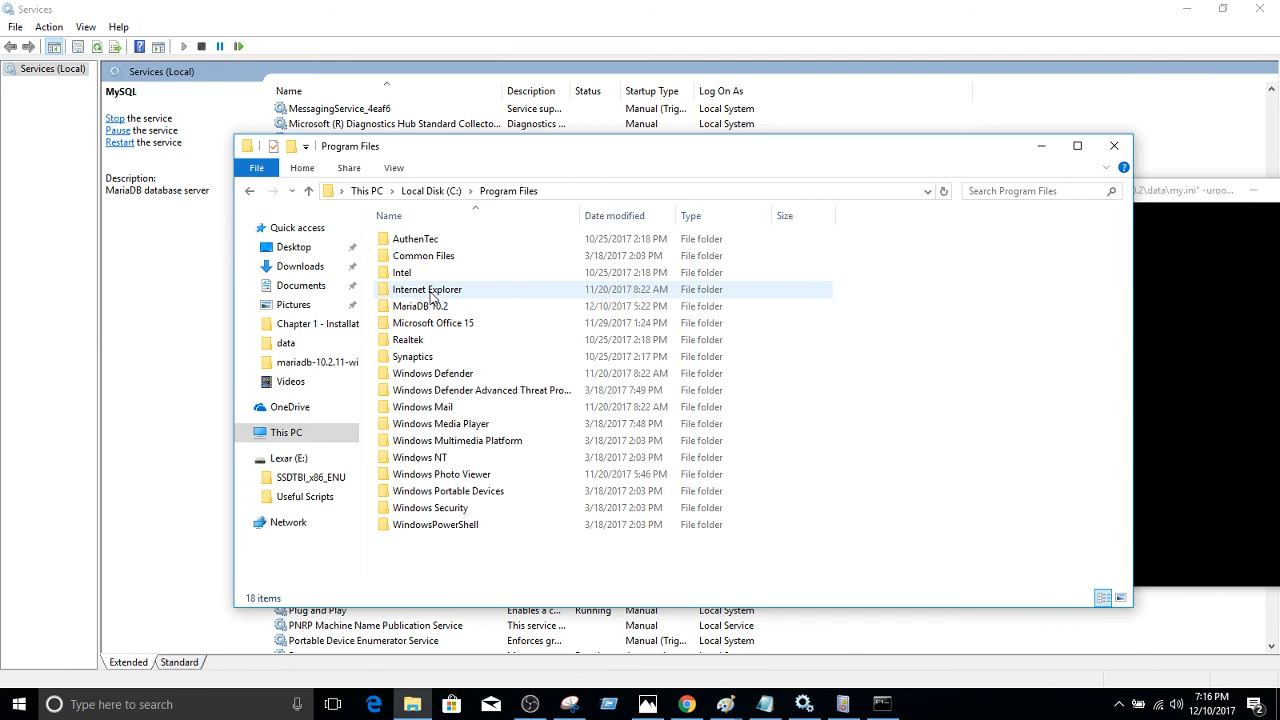 Services
File Action View Help
Services (Local)
Services (Local)
MySQL
Stop the service
Pause the service
Restart the service
Description:
MariaDB database server
Name Description Status Startup Type Log On As
MessagingService_4eaf6 Service sup... Manual (Trig... Local System
Microsoft (R) Diagnostics Hub Standard Collecto... Diagnostics ... Manual Local System
Program Files
File Home Share View
This PC Local Disk (C:) Program Files Search Program Files
0.2\data\my.ini" -uroo...
Name Date modified Type Size
Quick access
Desktop
Downloads
Documents
Pictures
Chapter 1 - Installat
data
mariadb-10.2.11-wi
Videos
OneDrive
This PC
Lexar (E:)
SSDTBI_x86_ENU
Useful Scripts
Network
AuthenTec 10/25/2017 2:18 PM File folder
Common Files 3/18/2017 2:03 PM File folder
Intel 10/25/2017 2:18 PM File folder
Internet Explorer 11/20/2017 8:22 AM File folder
MariaDB 10.2 12/10/2017 5:22 PM File folder
Microsoft Office 15 11/29/2017 1:24 PM File folder
Realtek 10/25/2017 2:18 PM File folder
Synaptics 10/25/2017 2:17 PM File folder
Windows Defender 11/20/2017 8:22 AM File folder
Windows Defender Advanced Threat Pro... 3/18/2017 7:49 PM File folder
Windows Mail 11/20/2017 8:22 AM File folder
Windows Media Player 3/18/2017 7:48 PM File folder
Windows Multimedia Platform 3/18/2017 2:03 PM File folder
Windows NT 3/18/2017 2:03 PM File folder
Windows Photo Viewer 11/20/2017 5:46 PM File folder
Windows Portable Devices 3/18/2017 2:03 PM File folder
Windows Security 3/18/2017 2:03 PM File folder
WindowsPowerShell 3/18/2017 2:03 PM File folder
18 items
Plug and Play Enables a c... Running Manual Local System
PNRP Machine Name Publication Service This service ... Manual Local Service
Portable Device Enumerator Service Enforces gr... Manual (Trig... Local System
Extended Standard
Type here to search
7:16 PM
12/10/2017
2